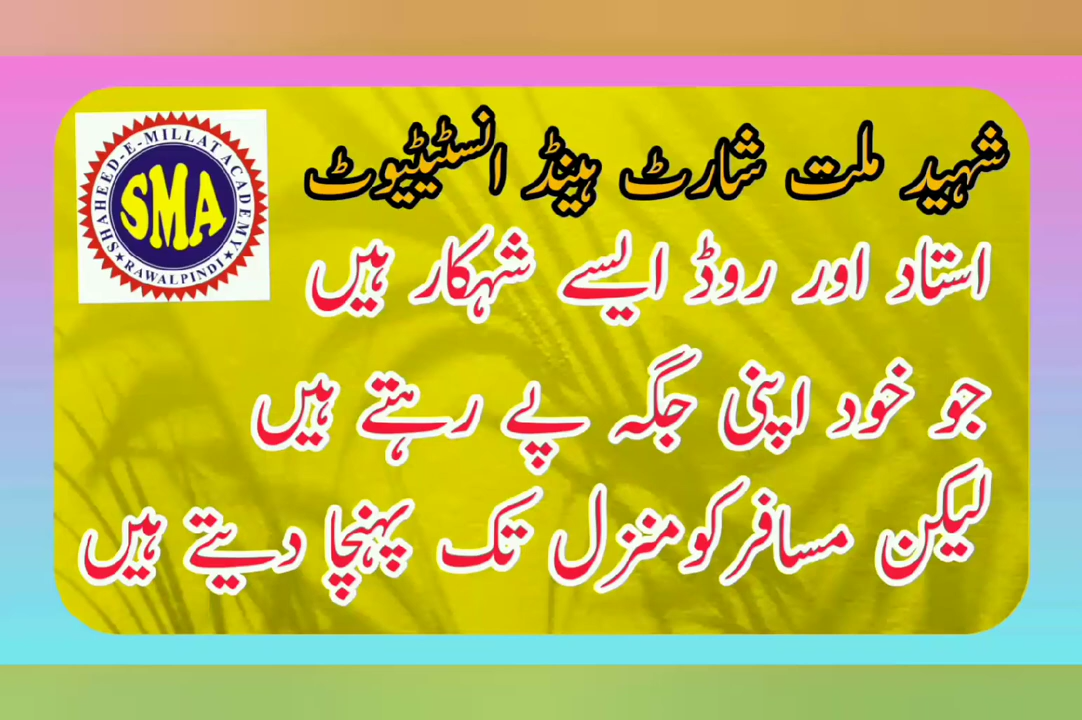 شہید ملت شارٹ ہینڈ انسٹیٹیوٹ
SHAHEED-E-MILLAT ACADEMY
SMA
★ RAWALPINDI ★
استاد اور روڈ ایسے شہکار ہیں
جو خود اپنی جگہ پے رہتے ہیں
لیکن مسافر کو منزل تک پہنچا دیتے ہیں